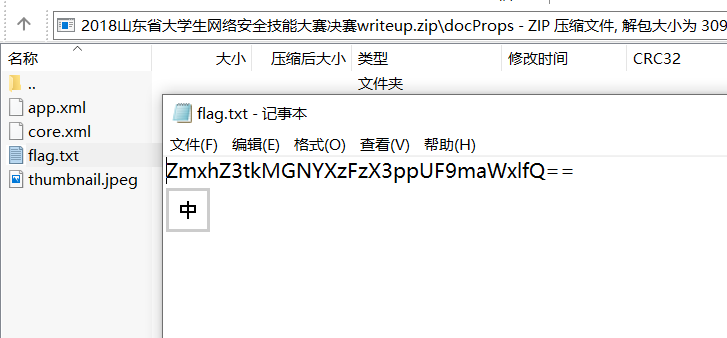 2018山东省大学生网络安全技能大赛决赛writeup.zip\docProps - ZIP 压缩文件, 解包大小为 309
名称 大小 压缩后大小 类型 修改时间 CRC32
.. 文件夹
app.xml
core.xml
flag.txt
thumbnail.jpeg
flag.txt - 记事本
文件(F) 编辑(E) 格式(O) 查看(V) 帮助(H)
ZmxhZ3tkMGNYXzFzX3ppUF9maWxlfQ==
中